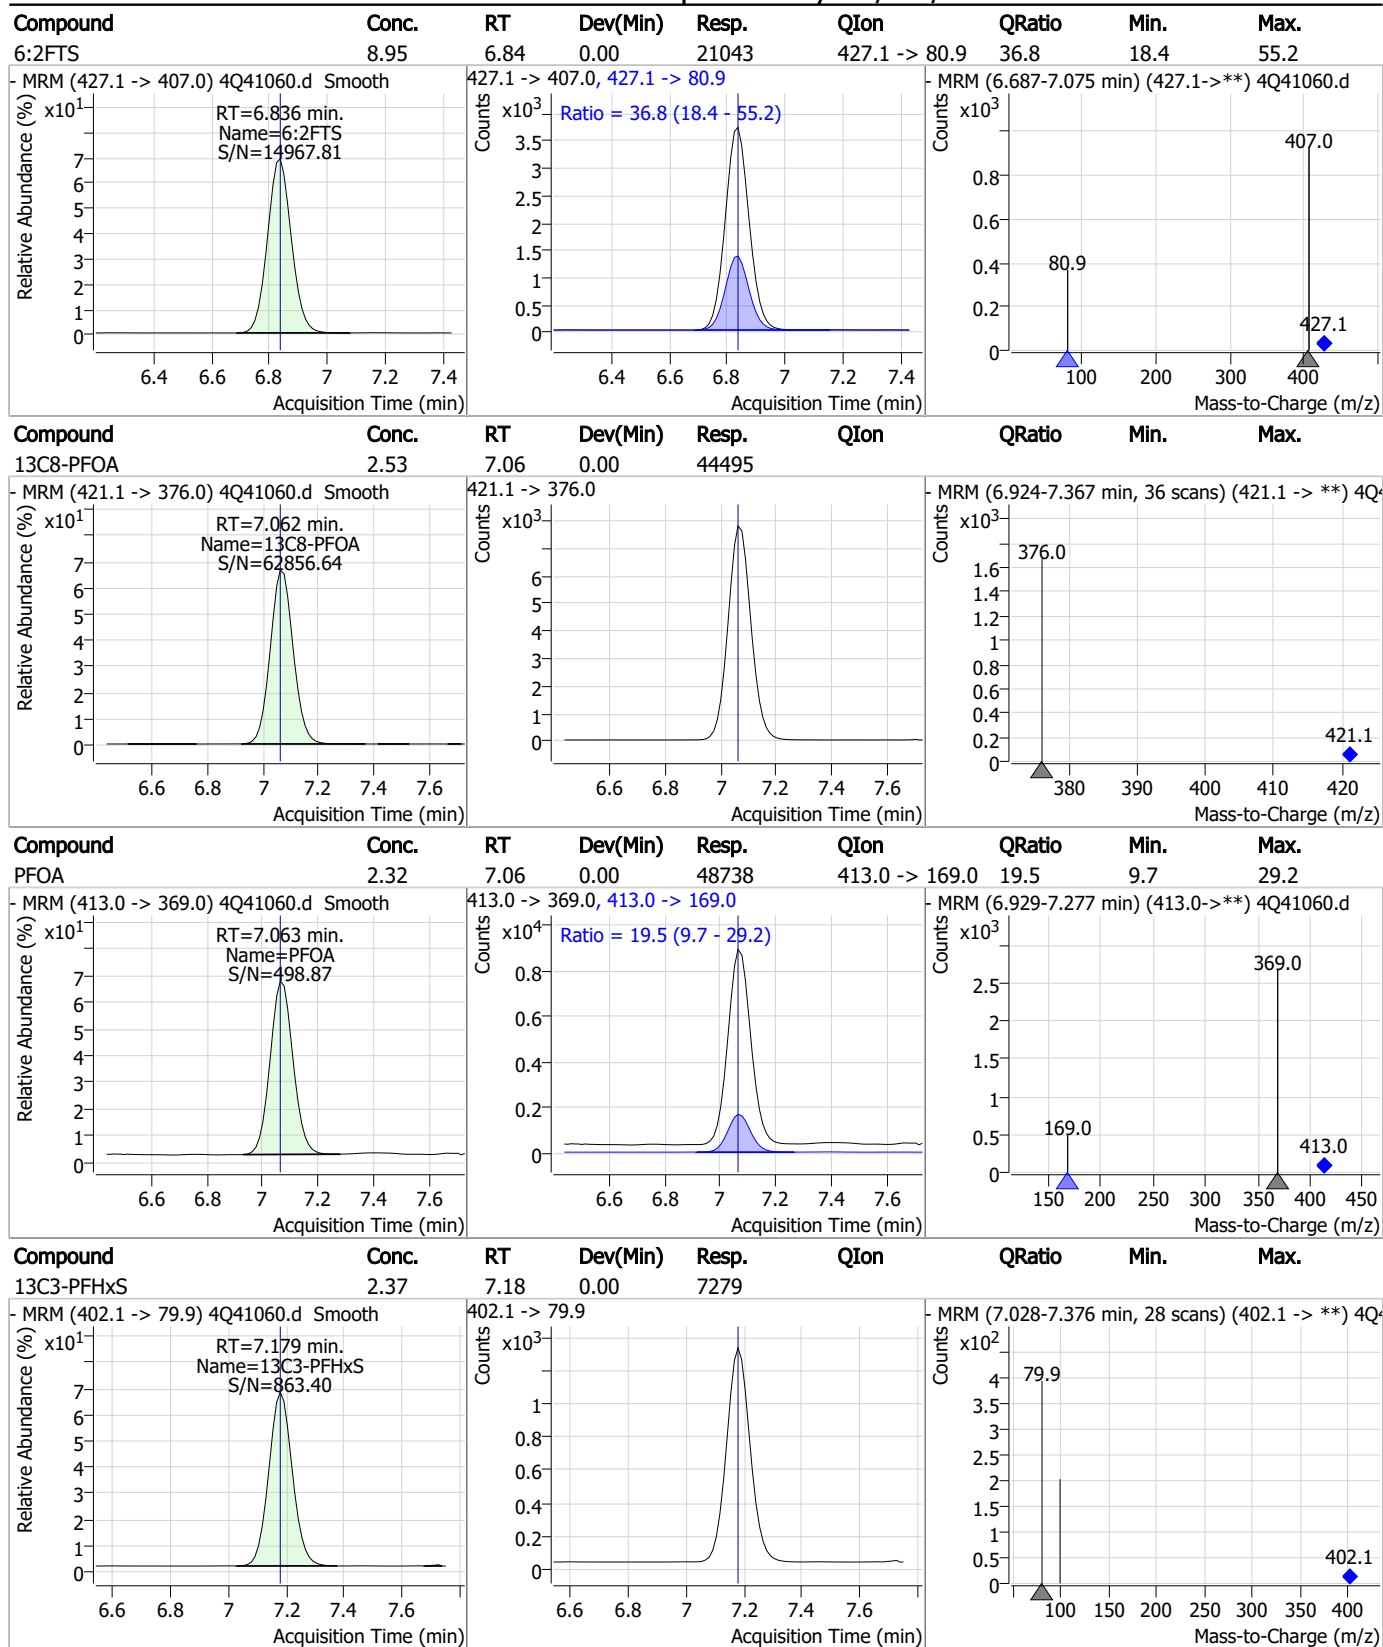 Compound Conc. RT Dev(Min) Resp. QIon QRatio Min. Max.
6:2FTS 8.95 6.84 0.00 21043 427.1 -> 80.9 36.8 18.4 55.2
- MRM (427.1 -> 407.0) 4Q41060.d Smooth
427.1 -> 407.0, 427.1 -> 80.9
- MRM (6.687-7.075 min) (427.1->**) 4Q41060.d
Relative Abundance (%)
x10¹
7
6
5
4
3
2
1
0
RT=6.836 min.
Name=6:2FTS
S/N=14967.81
6.4 6.6 6.8 7 7.2 7.4
Acquisition Time (min)
Counts
x10³
3.5
3
2.5
2
1.5
1
0.5
0
Ratio = 36.8 (18.4 - 55.2)
6.4 6.6 6.8 7 7.2 7.4
Acquisition Time (min)
Counts
x10³
0.8
0.6
0.4
0.2
0
407.0
80.9
427.1
100 200 300 400
Mass-to-Charge (m/z)
Compound Conc. RT Dev(Min) Resp. QIon QRatio Min. Max.
13C8-PFOA 2.53 7.06 0.00 44495
- MRM (421.1 -> 376.0) 4Q41060.d Smooth
421.1 -> 376.0
- MRM (6.924-7.367 min, 36 scans) (421.1 -> **) 4Q4
Relative Abundance (%)
x10¹
7
6
5
4
3
2
1
0
RT=7.062 min.
Name=13C8-PFOA
S/N=62856.64
6.6 6.8 7 7.2 7.4 7.6
Acquisition Time (min)
Counts
x10³
6
5
4
3
2
1
0
6.6 6.8 7 7.2 7.4 7.6
Acquisition Time (min)
Counts
x10³
1.6
1.4
1.2
1
0.8
0.6
0.4
0.2
0
376.0
421.1
380 390 400 410 420
Mass-to-Charge (m/z)
Compound Conc. RT Dev(Min) Resp. QIon QRatio Min. Max.
PFOA 2.32 7.06 0.00 48738 413.0 -> 169.0 19.5 9.7 29.2
- MRM (413.0 -> 369.0) 4Q41060.d Smooth
413.0 -> 369.0, 413.0 -> 169.0
- MRM (6.929-7.277 min) (413.0->**) 4Q41060.d
Relative Abundance (%)
x10¹
7
6
5
4
3
2
1
0
RT=7.063 min.
Name=PFOA
S/N=498.87
6.6 6.8 7 7.2 7.4 7.6
Acquisition Time (min)
Counts
x10⁴
0.8
0.6
0.4
0.2
0
Ratio = 19.5 (9.7 - 29.2)
6.6 6.8 7 7.2 7.4 7.6
Acquisition Time (min)
Counts
x10³
2.5
2
1.5
1
0.5
0
369.0
169.0
413.0
150 200 250 300 350 400 450
Mass-to-Charge (m/z)
Compound Conc. RT Dev(Min) Resp. QIon QRatio Min. Max.
13C3-PFHxS 2.37 7.18 0.00 7279
- MRM (402.1 -> 79.9) 4Q41060.d Smooth
402.1 -> 79.9
- MRM (7.028-7.376 min, 28 scans) (402.1 -> **) 4Q4
Relative Abundance (%)
x10¹
7
6
5
4
3
2
1
0
RT=7.179 min.
Name=13C3-PFHxS
S/N=863.40
6.6 6.8 7 7.2 7.4 7.6
Acquisition Time (min)
Counts
x10³
1
0.8
0.6
0.4
0.2
0
6.6 6.8 7 7.2 7.4 7.6
Acquisition Time (min)
Counts
x10²
4
3.5
3
2.5
2
1.5
1
0.5
0
79.9
402.1
100 150 200 250 300 350 400
Mass-to-Charge (m/z)